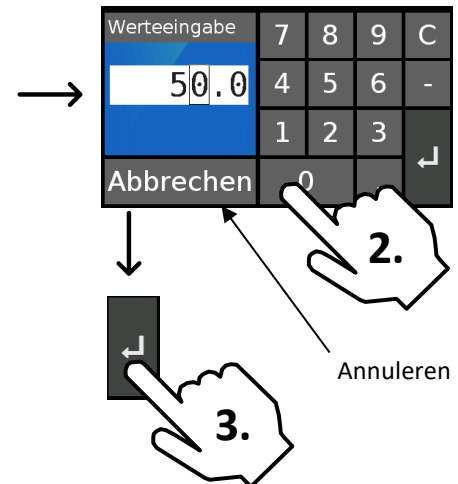 Werteeingabe
7 8 9 C
50.0
4 5 6 -
1 2 3 ↵
Abbrechen 0
2.
Annuleren
↵
3.